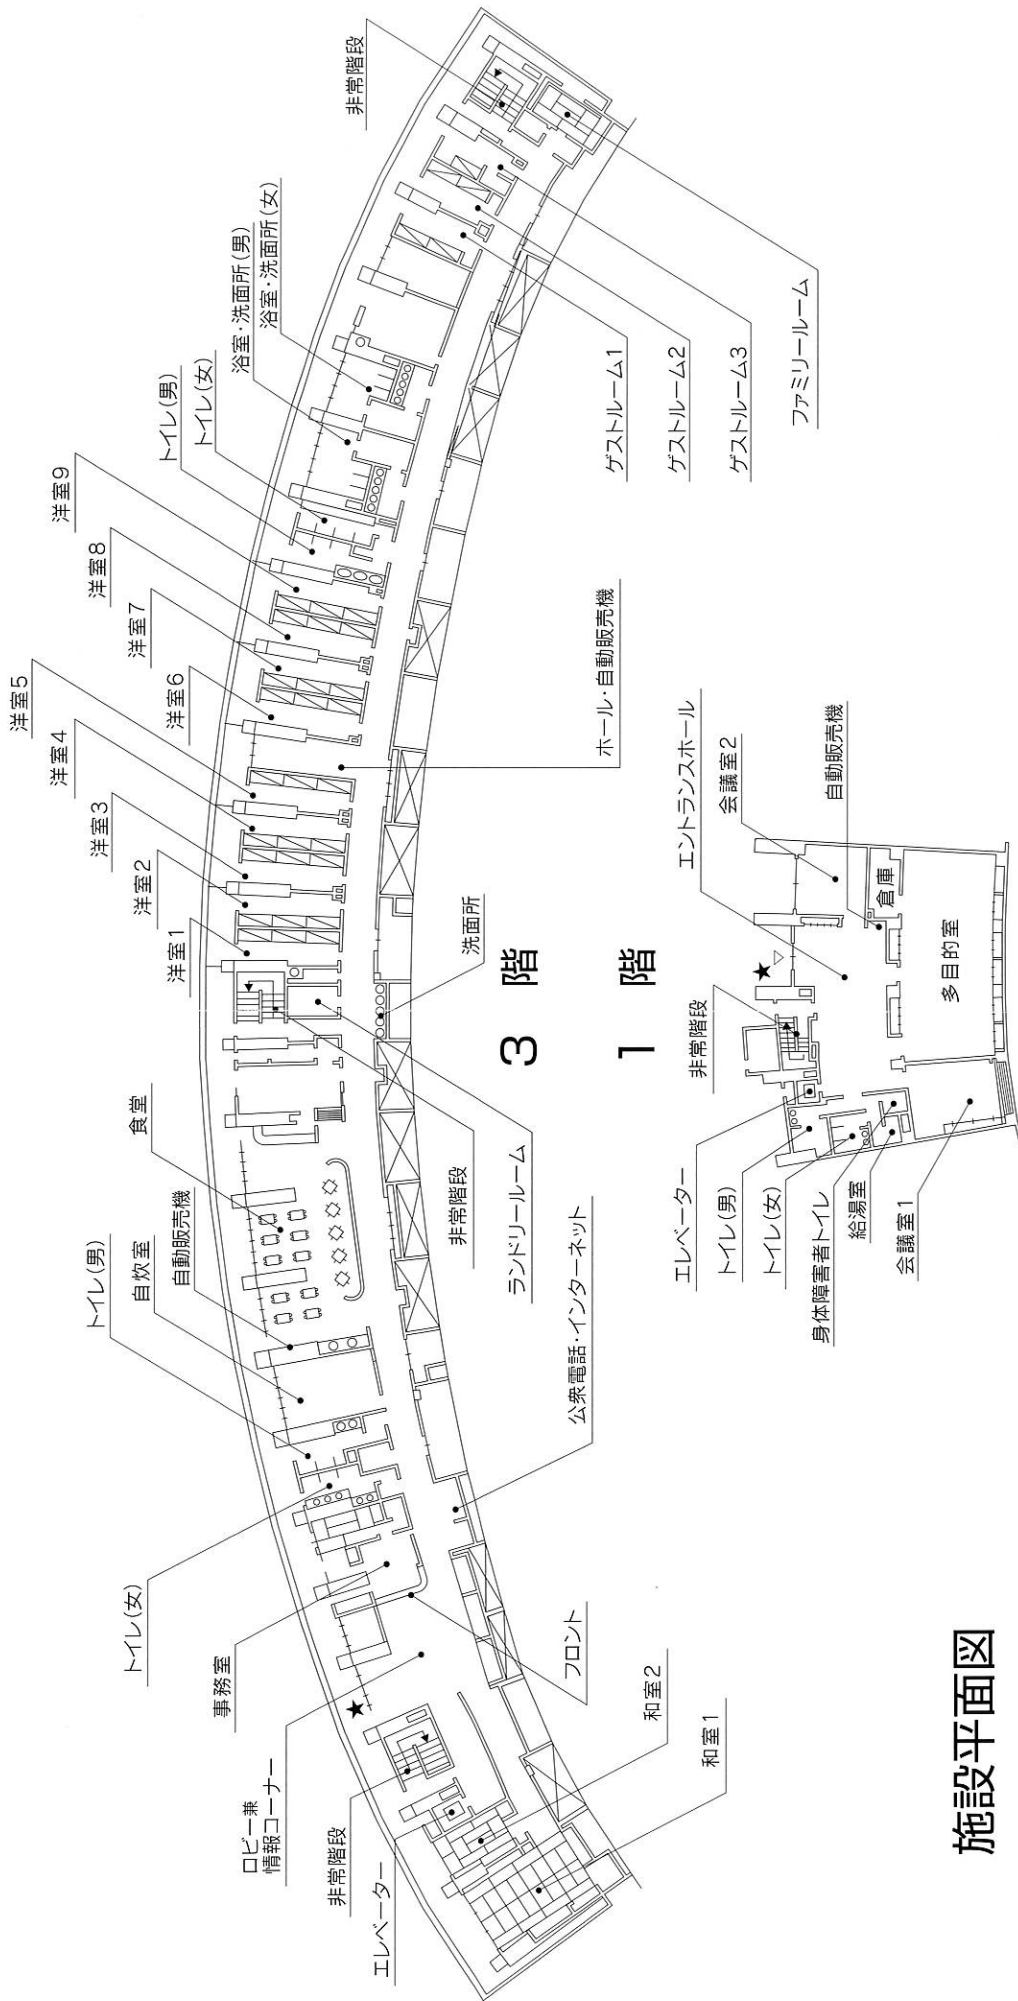 施設平面図
3 階
和室1
和室2
エレベーター
非常階段
ロビー兼
情報コーナー
フロント
事務室
トイレ(女)
公衆電話・インターネット
トイレ(男)
自炊室
自動販売機
食堂
ランドリールーム
非常階段
洗面所
洋室1
洋室2
洋室3
洋室4
洋室5
ホール・自動販売機
洋室6
洋室7
洋室8
洋室9
トイレ(男)
トイレ(女)
浴室・洗面所(男)
浴室・洗面所(女)
ゲストルーム1
ゲストルーム2
ゲストルーム3
ファミリールーム
非常階段
1 階
エレベーター
トイレ(男)
トイレ(女)
身体障害者トイレ
給湯室
会議室1
非常階段
エントランスホール
会議室2
自動販売機
倉庫
多目的室